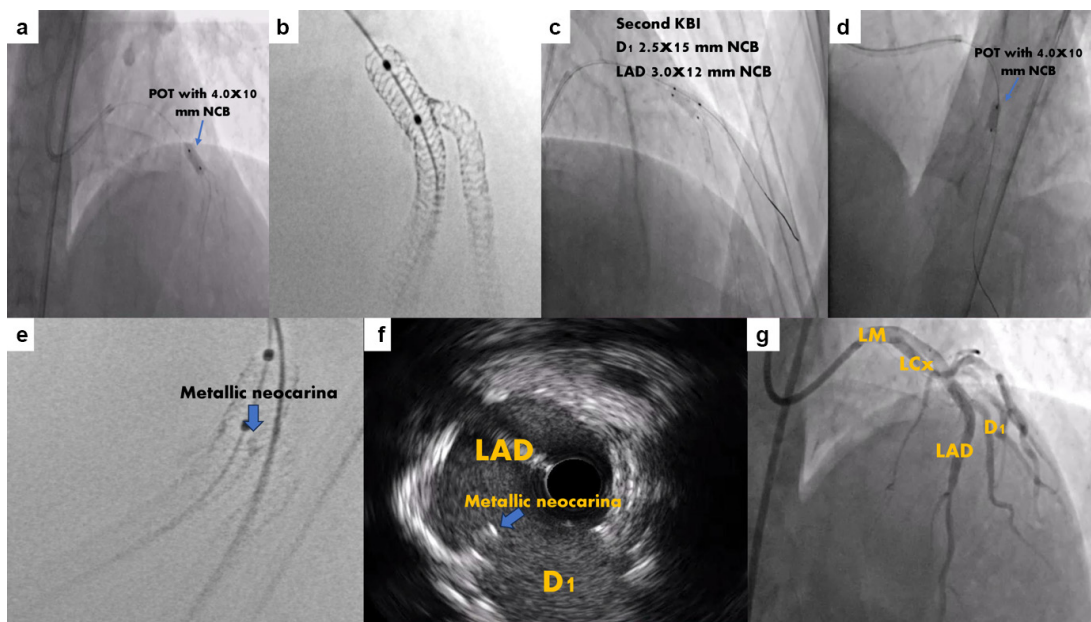 a
POT with 4.0X10
mm NCB
b
c
Second KBI
D1 2.5X15 mm NCB
LAD 3.0X12 mm NCB
d
POT with 4.0X10
mm NCB
e
Metallic neocarina
f
LAD
Metallic neocarina
D1
g
LM
LCx
LAD
D1